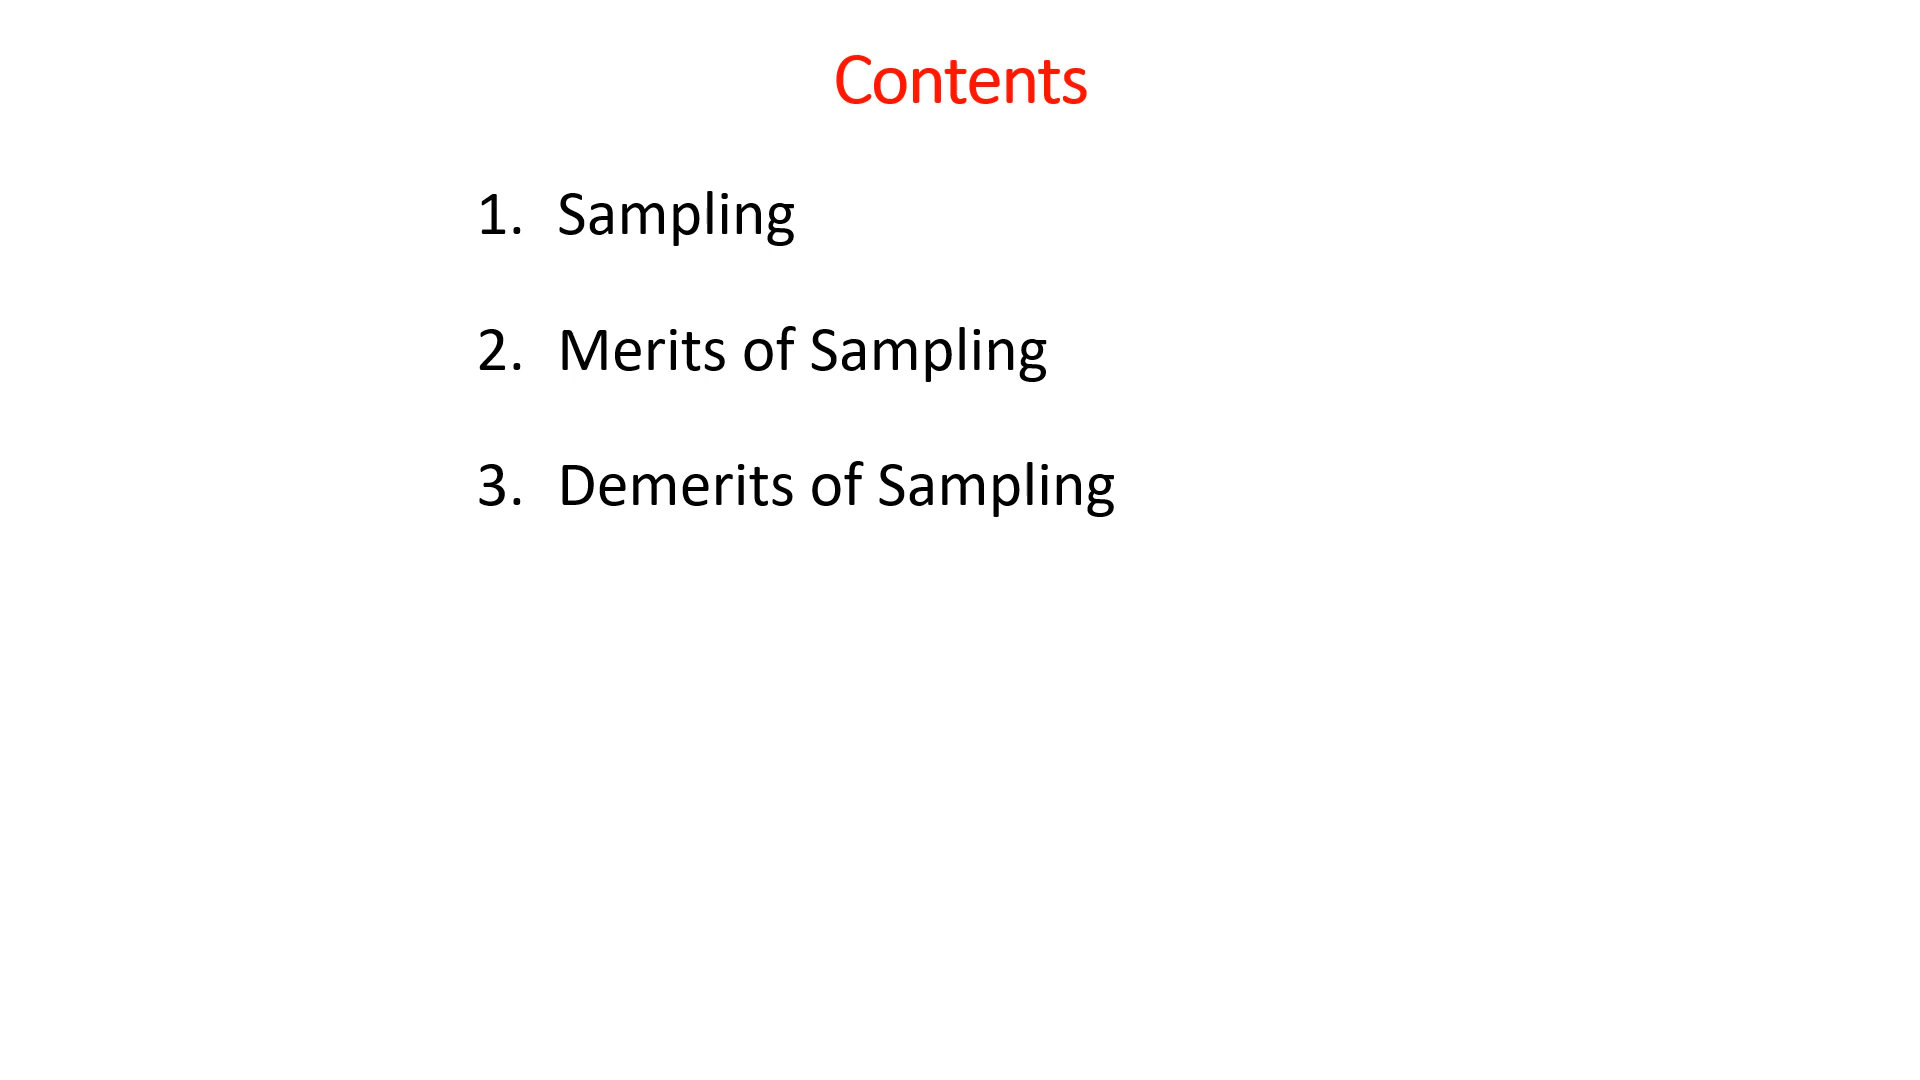 Contents
1. Sampling
2. Merits of Sampling
3. Demerits of Sampling